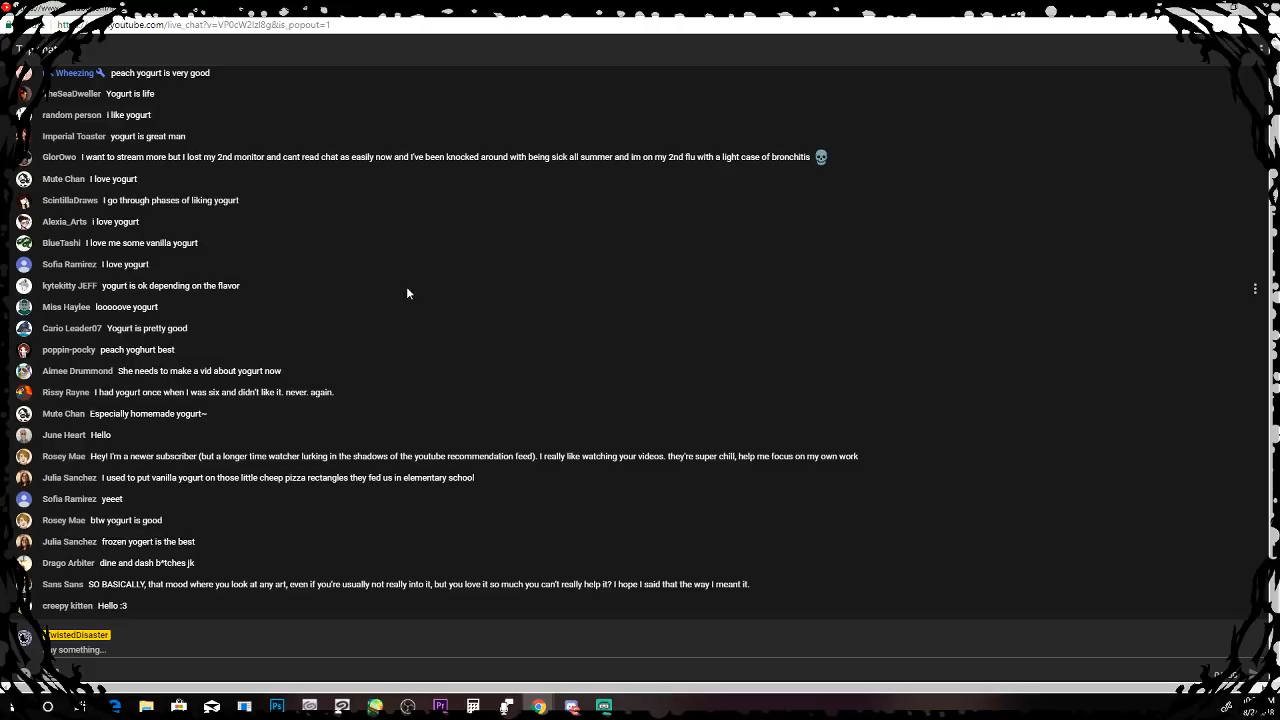 youtube.com/live_chat?v=VP0cW2IzI8g&is_popout=1
Wheezing peach yogurt is very good
TheSeaDweller Yogurt is life
random person i like yogurt
Imperial Toaster yogurt is great man
GlorOwo I want to stream more but I lost my 2nd monitor and cant read chat as easily now and I've been knocked around with being sick all summer and im on my 2nd flu with a light case of bronchitis
Mute Chan I love yogurt
ScintillaDraws I go through phases of liking yogurt
Alexia_Arts i love yogurt
BlueTashi I love me some vanilla yogurt
Sofia Ramirez I love yogurt
kytekitty JEFF yogurt is ok depending on the flavor
Miss Haylee looooove yogurt
Cario Leader07 Yogurt is pretty good
poppin-pocky peach yoghurt best
Aimee Drummond She needs to make a vid about yogurt now
Rissy Rayne I had yogurt once when I was six and didn't like it. never. again.
Mute Chan Especially homemade yogurt~
June Heart Hello
Rosey Mae Hey! I'm a newer subscriber (but a longer time watcher lurking in the shadows of the youtube recommendation feed). I really like watching your videos. they're super chill, help me focus on my own work
Julia Sanchez I used to put vanilla yogurt on those little cheep pizza rectangles they fed us in elementary school
Sofia Ramirez yeeet
Rosey Mae btw yogurt is good
Julia Sanchez frozen yogert is the best
Drago Arbiter dine and dash b*tches jk
Sans Sans SO BASICALLY, that mood where you look at any art, even if you're usually not really into it, but you love it so much you can't really help it? I hope I said that the way I meant it.
creepy kitten Hello :3
TwistedDisaster
ay something...